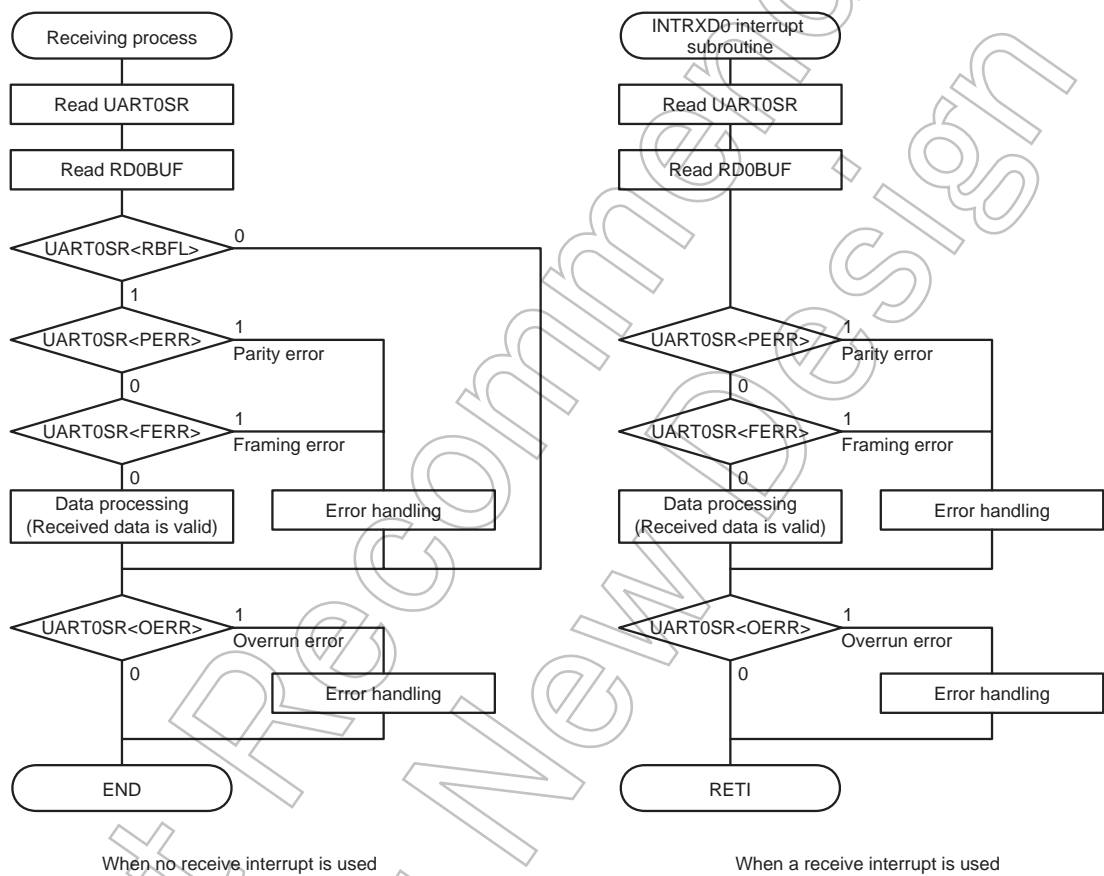 Receiving process
Read UART0SR
Read RD0BUF
UART0SR<RBFL>
0
1
UART0SR<PERR>
1
Parity error
0
UART0SR<FERR>
1
Framing error
0
Data processing
(Received data is valid)
Error handling
UART0SR<OERR>
1
Overrun error
0
Error handling
END
When no receive interrupt is used
INTRXD0 interrupt
subroutine
Read UART0SR
Read RD0BUF
UART0SR<PERR>
1
Parity error
0
UART0SR<FERR>
1
Framing error
0
Data processing
(Received data is valid)
Error handling
UART0SR<OERR>
1
Overrun error
0
Error handling
RETI
When a receive interrupt is used
New Design